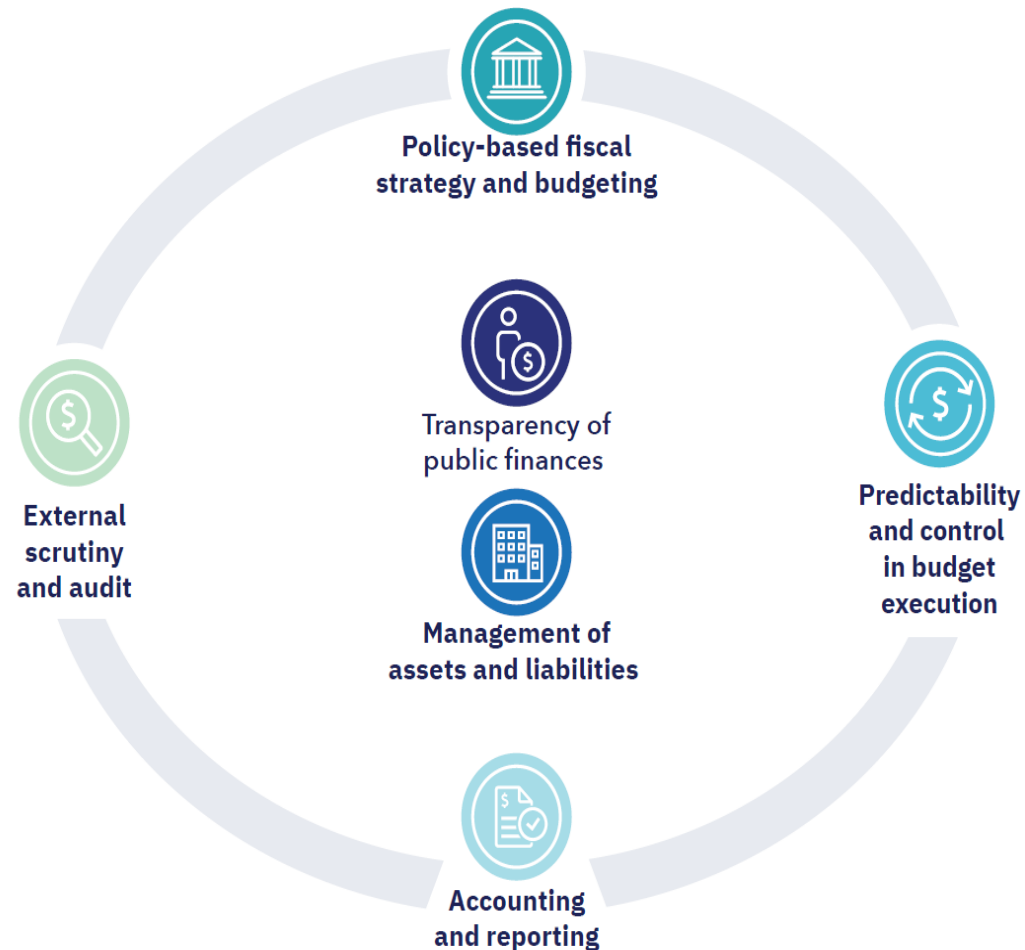 Policy-based fiscal
strategy and budgeting
$
Transparency of
public finances
$
External
scrutiny
and audit
$
Predictability
and control
in budget
execution
Management of
assets and liabilities
$
Accounting
and reporting